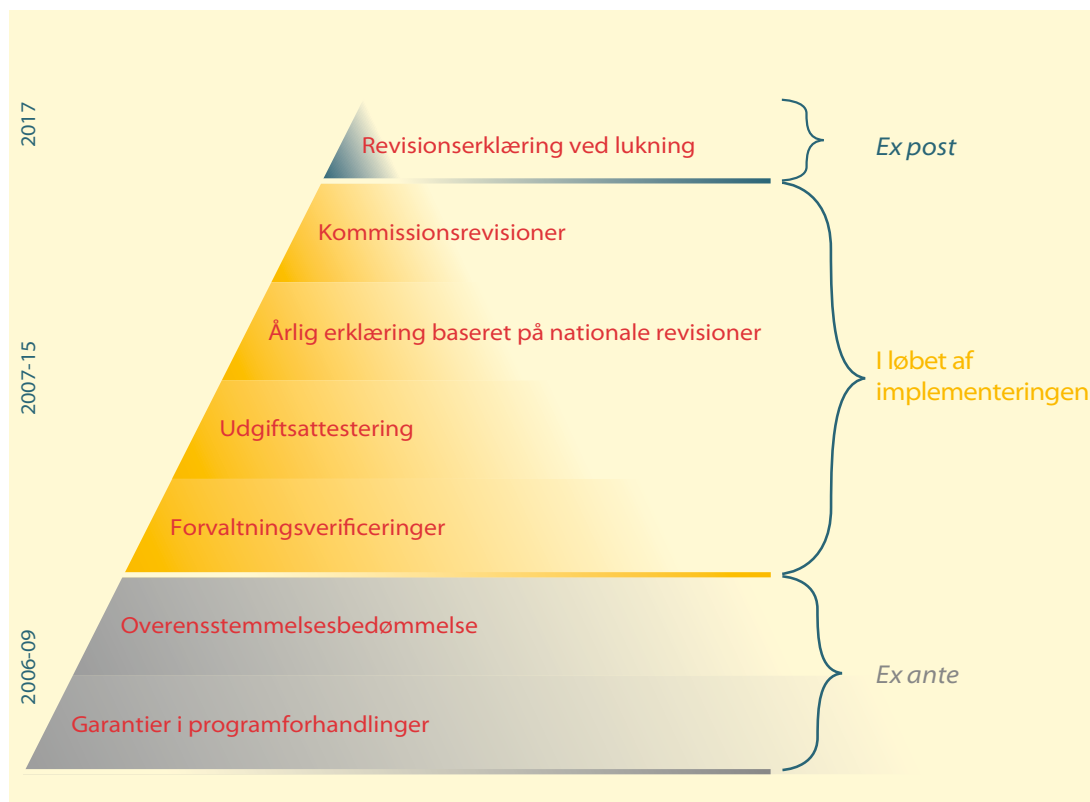 2017
Revisionserklæring ved lukning
Ex post
Kommissionsrevisioner
Årlig erklæring baseret på nationale revisioner
2007-15
I løbet af
implementeringen
Udgiftsattestering
Forvaltningsverificeringer
Overensstemmelsesbedømmelse
2006-09
Ex ante
Garantier i programforhandlinger